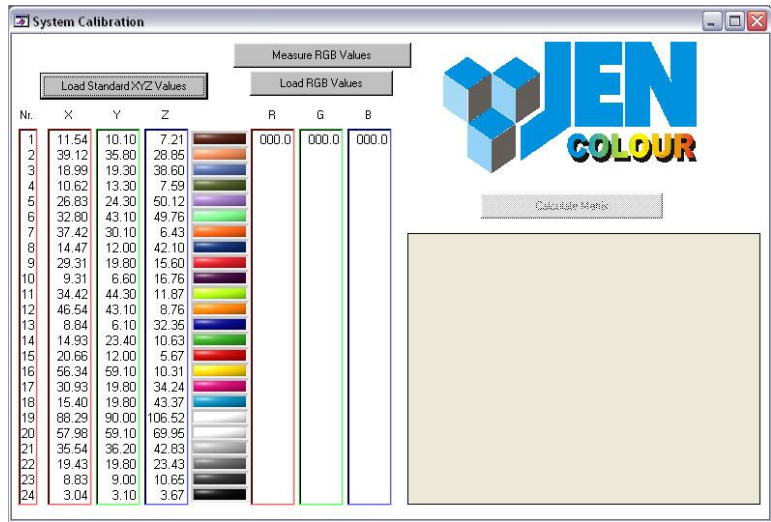 System Calibration
Measure RGB Values
Load Standard XYZ Values Load RGB Values
JEN
COLOUR
Nr. X Y Z R G B
1 11.54 10.10 7.21 000.0 000.0 000.0
2 39.12 35.80 28.85
3 18.99 19.30 38.60
4 10.62 13.30 7.59
5 26.83 24.30 50.12
6 32.80 43.10 49.76
7 37.42 30.10 6.43
8 14.47 12.00 42.10
9 29.31 19.80 15.60
10 9.31 6.60 16.76
11 34.42 44.30 11.87
12 46.54 43.10 8.76
13 8.84 6.10 32.35
14 14.93 23.40 10.63
15 20.66 12.00 5.67
16 56.34 59.10 10.31
17 30.93 19.80 34.24
18 15.40 19.80 43.37
19 88.29 90.00 106.52
20 57.98 59.10 69.95
21 35.54 36.20 42.83
22 19.43 19.80 23.43
23 8.83 9.00 10.65
24 3.04 3.10 3.67
Calculate Matrix